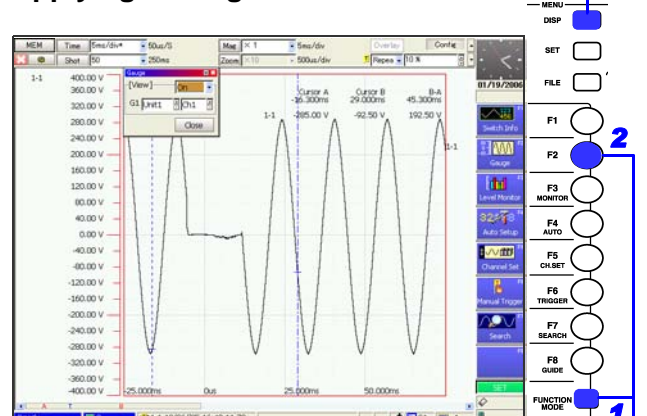 MENU
DISP
SET
FILE
F1
F2
2
F3
MONITOR
F4
AUTO
F5
CH.SET
F6
TRIGGER
F7
SEARCH
F8
GUIDE
FUNCTION
MODE
1
MEM Time 5ms/div* 50us/S Mag × 1 5ms/div Overlay
Shot 50 250ms Zoom ×10 500us/div Repea 10 %
01/19/2006
Gauge
[View] On
G1 Unit1 Ch1
Close
1-1
400.00 V
360.00 V
320.00 V
280.00 V
240.00 V
200.00 V
160.00 V
120.00 V
80.00 V
40.00 V
0.00 V
-40.00 V
-80.00 V
-120.00 V
-160.00 V
-200.00 V
-240.00 V
-280.00 V
-320.00 V
-360.00 V
-400.00 V
Cursor A Cursor B B-A
-16.300ms 29.000ms 45.300ms
1-1 -285.00 V -92.50 V 192.50 V
1-1
-25.000ms 0us 25.000ms 50.000ms
Switch Info
Gauge
Level Monitor
Auto Setup
Channel Set
Manual Trigger
Search
SET